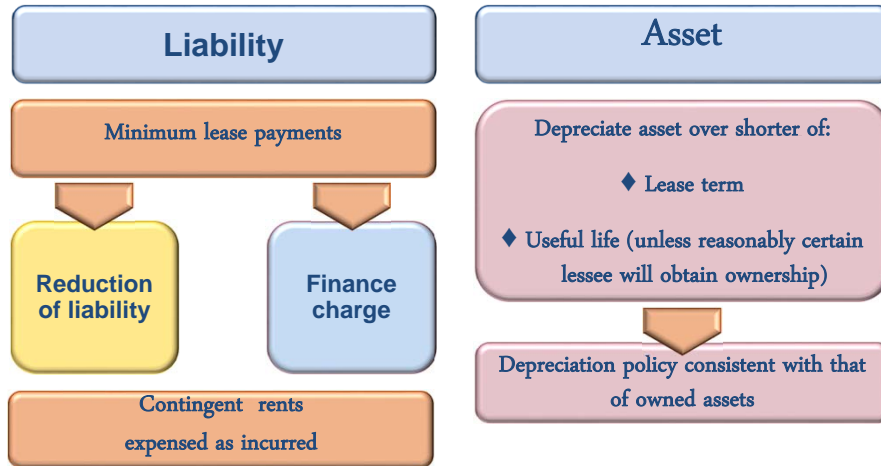 Liability
Minimum lease payments
Reduction
of liability
Finance
charge
Contingent rents
expensed as incurred
Asset
Depreciate asset over shorter of:
♦ Lease term
♦ Useful life (unless reasonably certain
lessee will obtain ownership)
Depreciation policy consistent with that
of owned assets